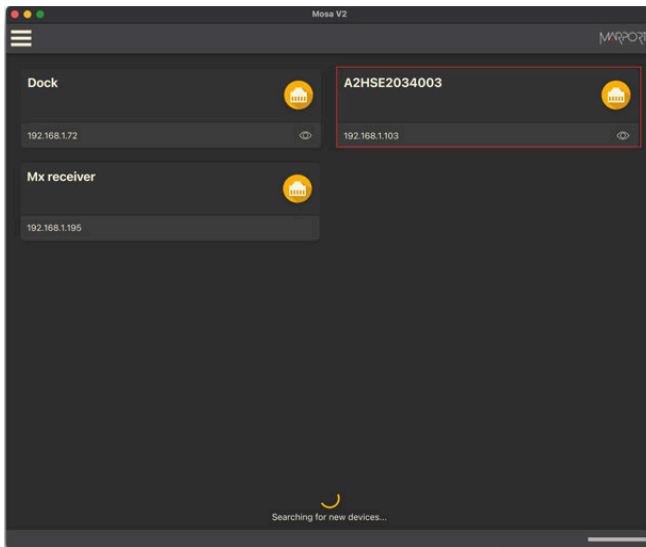 Mosa V2
MARPORT
Dock
192.168.1.72
A2HSE2034003
192.168.1.103
Mx receiver
192.168.1.195
Searching for new devices...